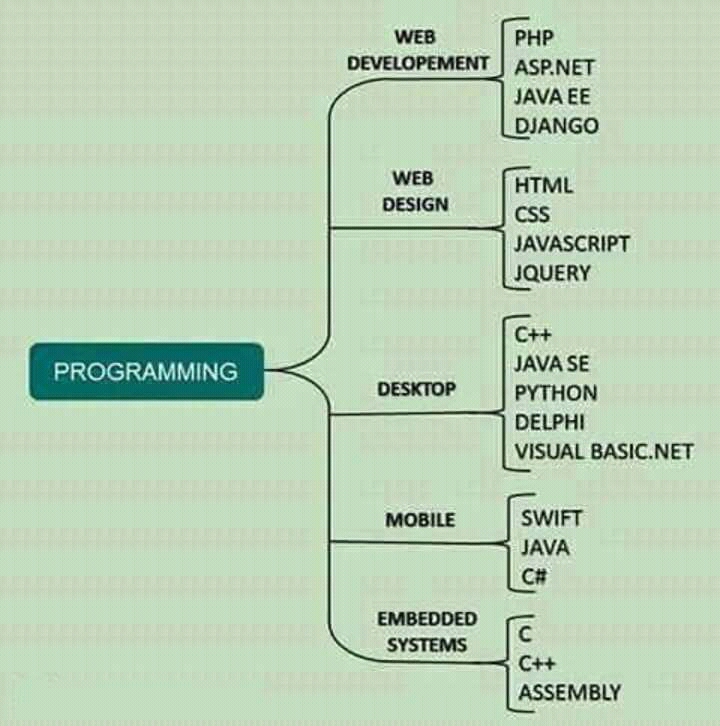 PROGRAMMING
WEB
DEVELOPEMENT
PHP
ASP.NET
JAVA EE
DJANGO
WEB
DESIGN
HTML
CSS
JAVASCRIPT
JQUERY
DESKTOP
C++
JAVA SE
PYTHON
DELPHI
VISUAL BASIC.NET
MOBILE
SWIFT
JAVA
C#
EMBEDDED
SYSTEMS
C
C++
ASSEMBLY